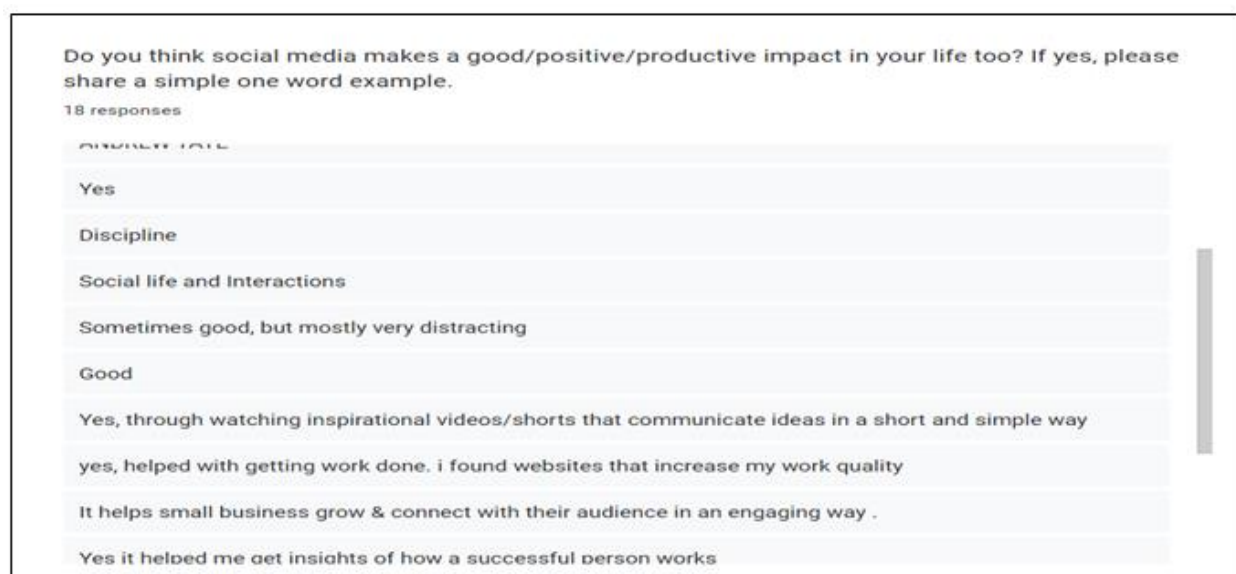 Do you think social media makes a good/positive/productive impact in your life too? If yes, please
share a simple one word example.
18 responses
ANDREW TATE
Yes
Discipline
Social life and Interactions
Sometimes good, but mostly very distracting
Good
Yes, through watching inspirational videos/shorts that communicate ideas in a short and simple way
yes, helped with getting work done. i found websites that increase my work quality
It helps small business grow & connect with their audience in an engaging way .
Yes it helped me get insights of how a successful person works